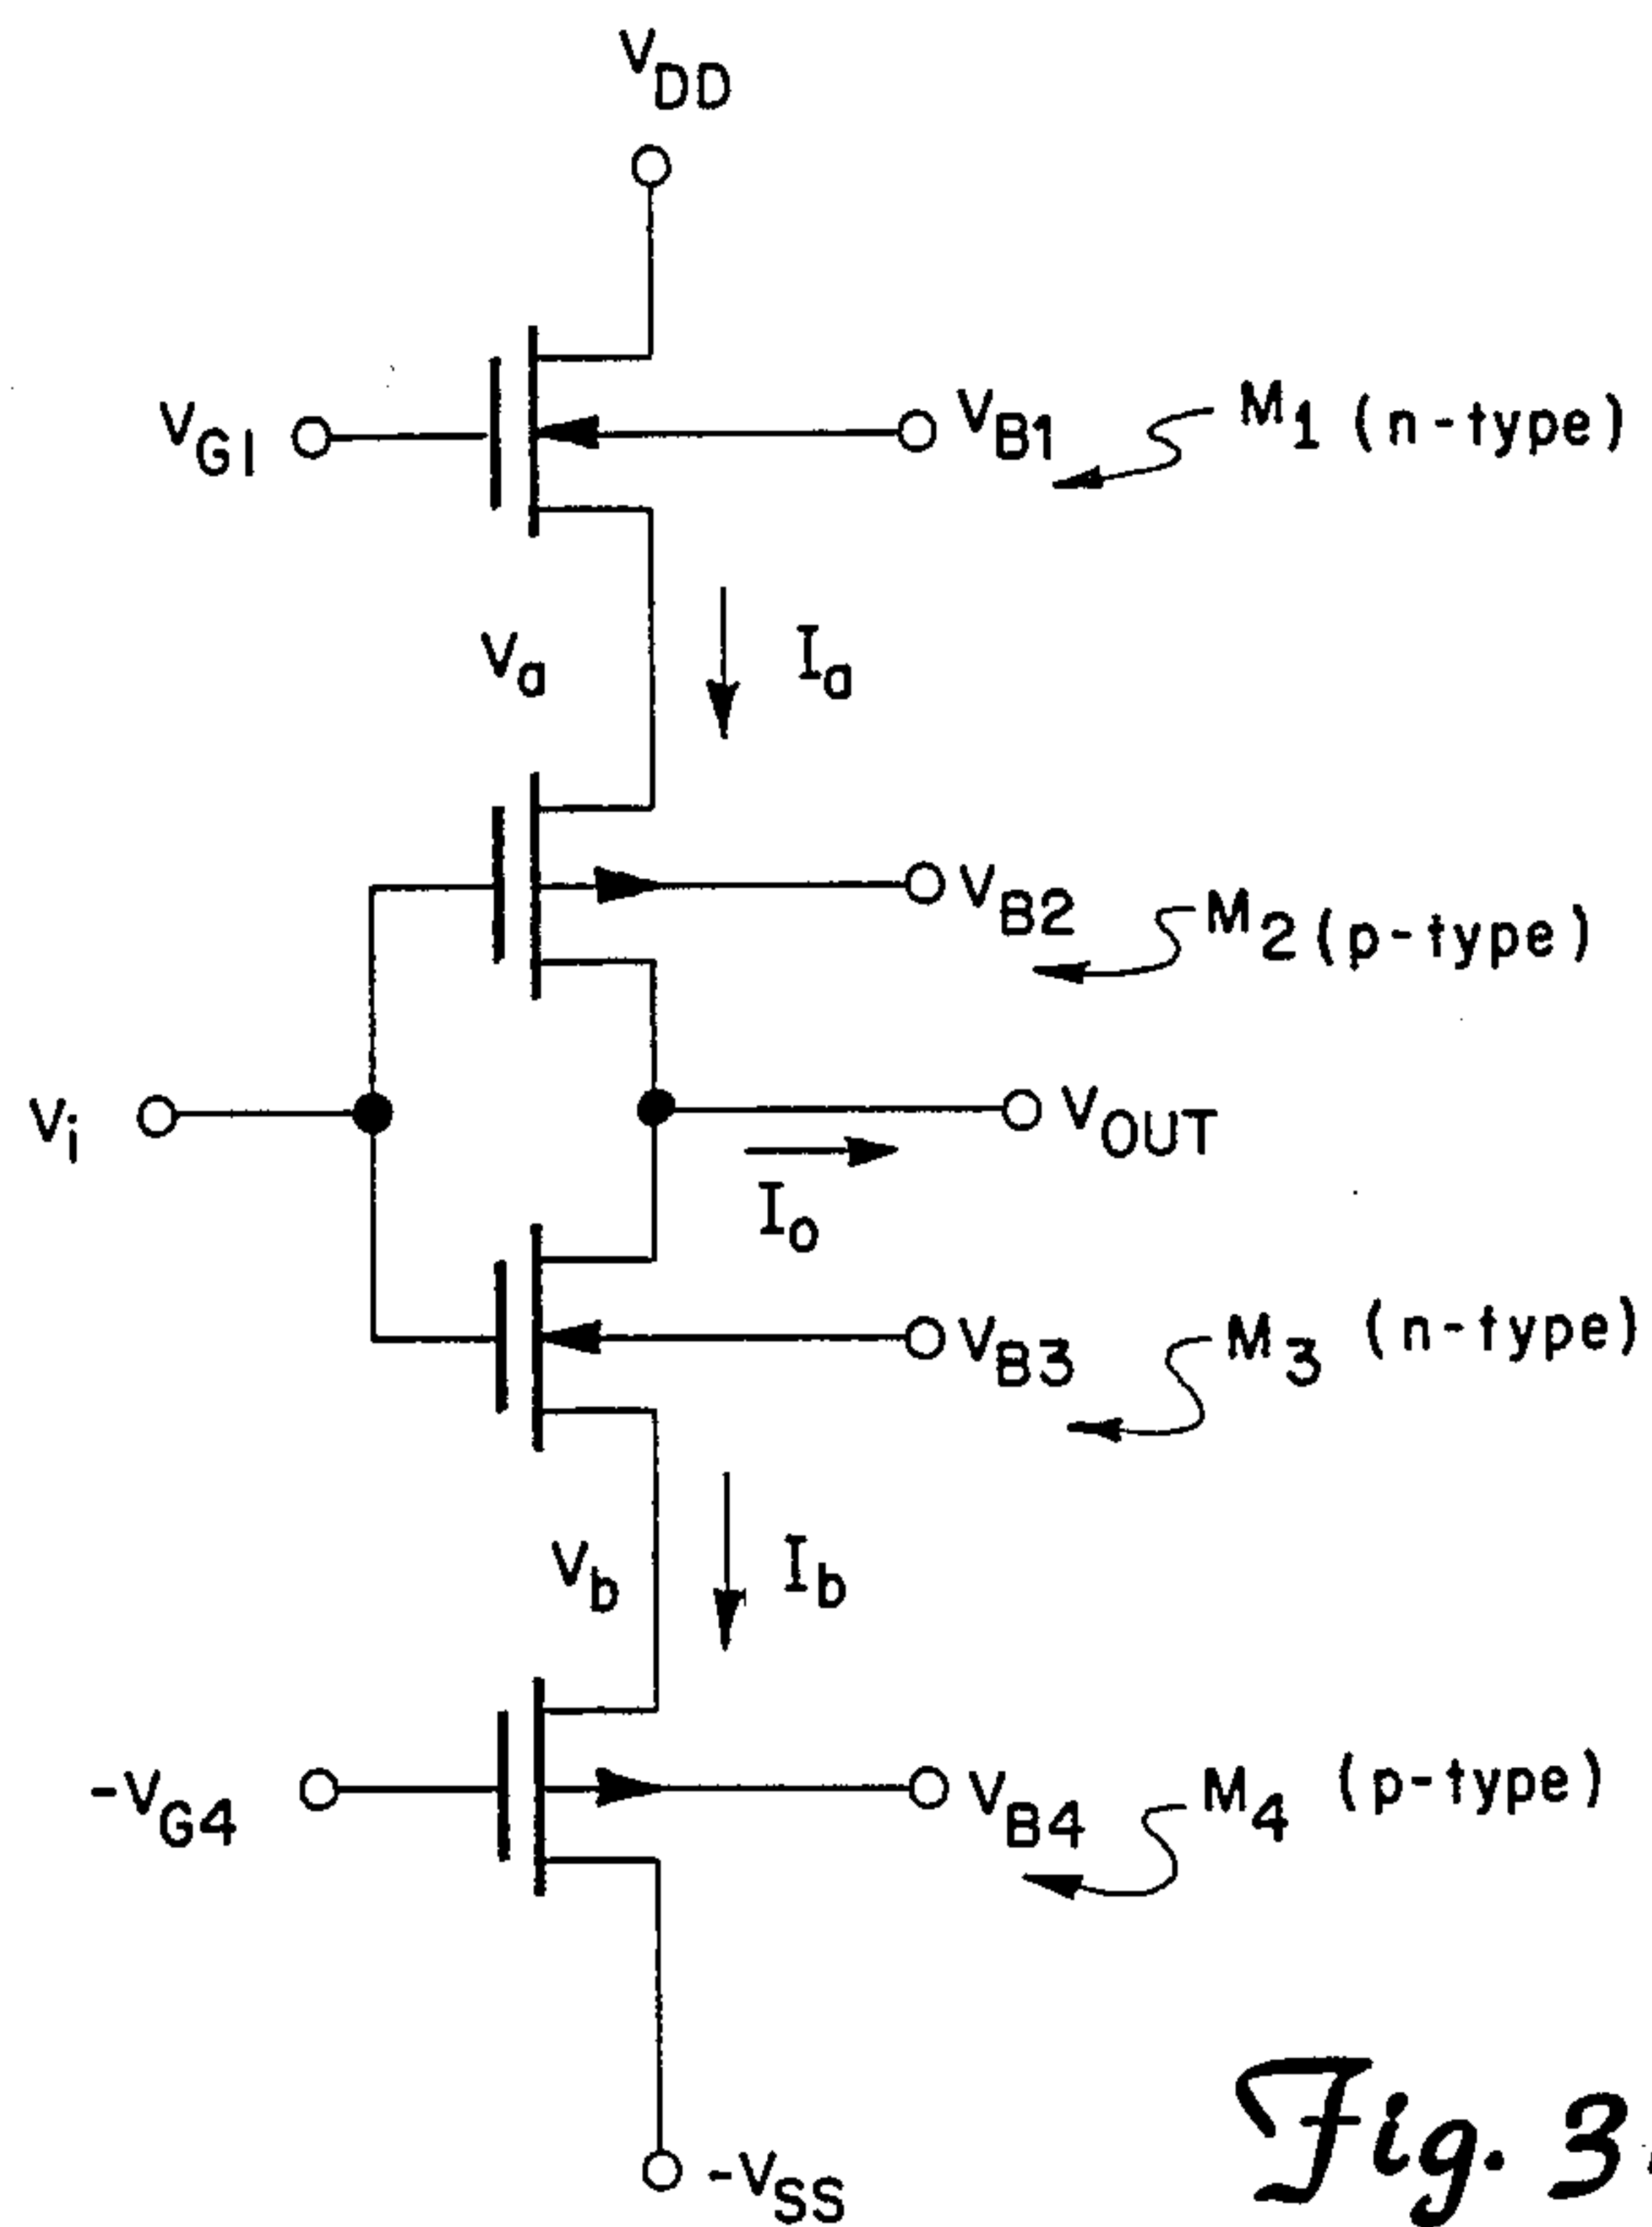 VDD
VG1
VB1
M1 (n-type)
Va
Ia
VB2
M2 (p-type)
Vi
VOUT
Io
VB3
M3 (n-type)
Vb
Ib
-VG4
VB4
M4 (p-type)
-VSS
Fig. 3.